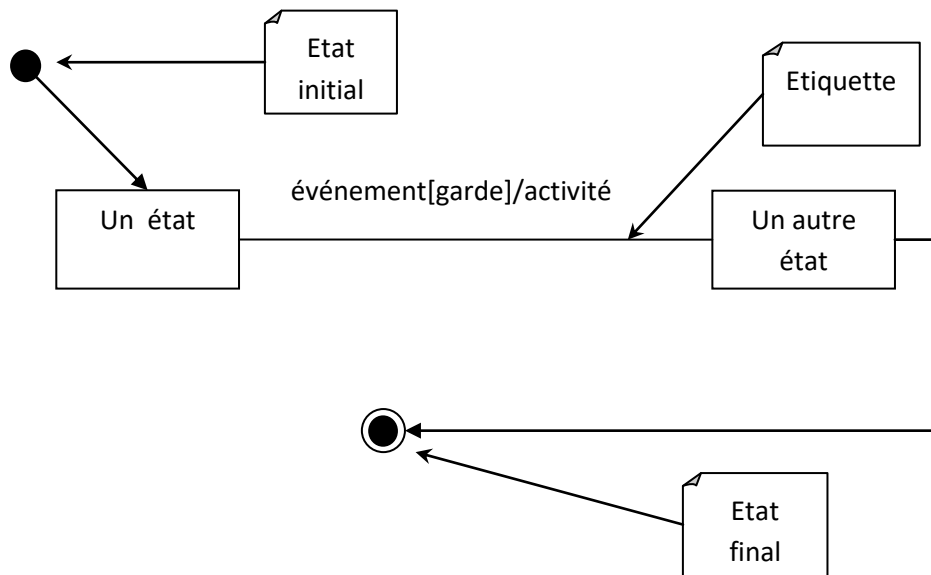 Etat
initial
Etiquette
événement[garde]/activité
Un état
Un autre
état
Etat
final